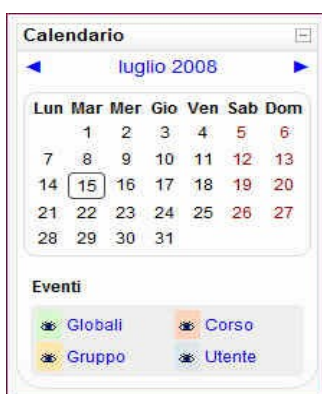 Calendario
luglio 2008
Lun Mar Mer Gio Ven Sab Dom
1 2 3 4 5 6
7 8 9 10 11 12 13
14 15 16 17 18 19 20
21 22 23 24 25 26 27
28 29 30 31
Eventi
Globali Corso
Gruppo Utente